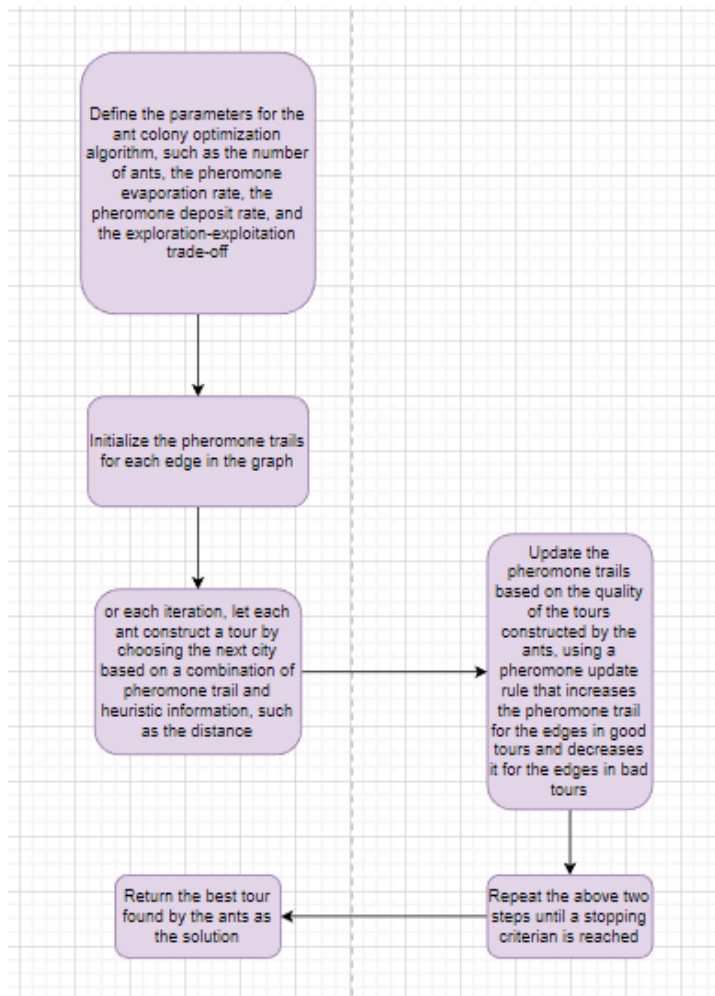 Define the parameters for the
ant colony optimization
algorithm, such as the number
of ants, the pheromone
evaporation rate, the
pheromone deposit rate, and
the exploration-exploitation
trade-off
Initialize the pheromone trails
for each edge in the graph
or each iteration, let each
ant construct a tour by
choosing the next city
based on a combination of
pheromone trail and
heuristic information, such
as the distance
Update the
pheromone trails
based on the quality
of the tours
constructed by the
ants, using a
pheromone update
rule that increases
the pheromone trail
for the edges in good
tours and decreases
it for the edges in bad
tours
Repeat the above two
steps until a stopping
criterian is reached
Return the best tour
found by the ants as
the solution